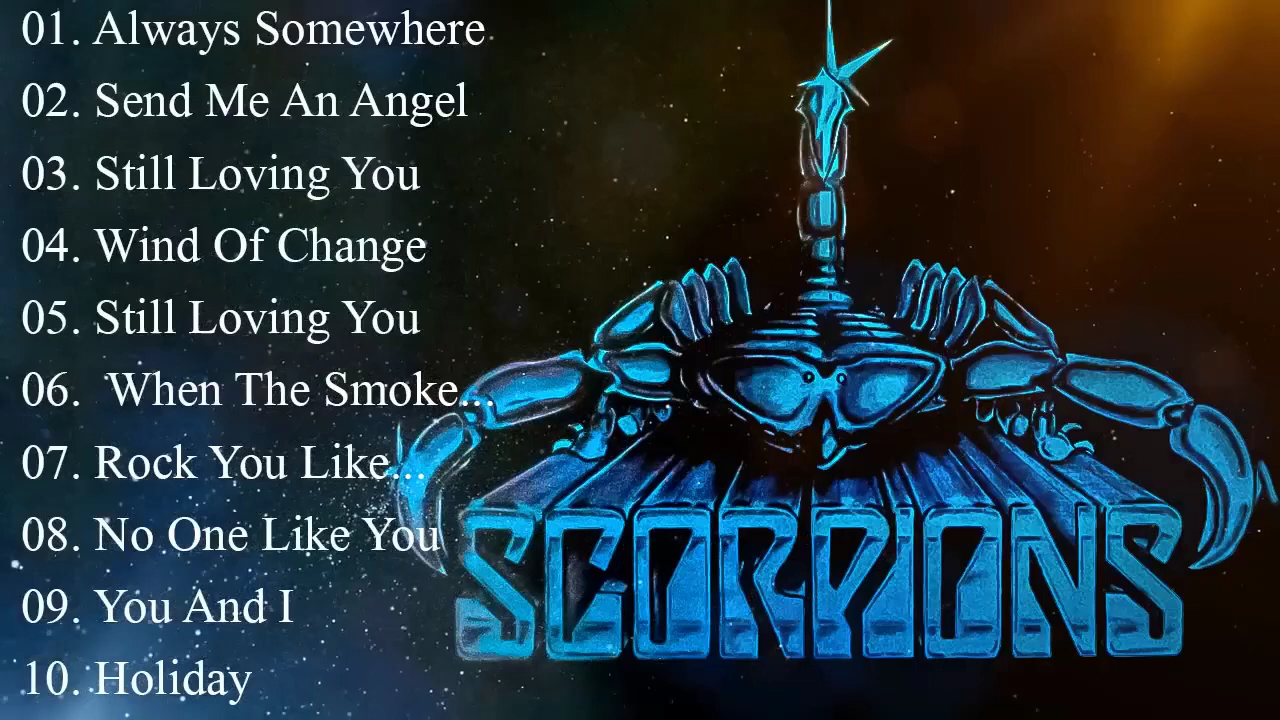 01. Always Somewhere
02. Send Me An Angel
03. Still Loving You
04. Wind Of Change
05. Still Loving You
06.  When The Smoke...
07. Rock You Like...
08. No One Like You
09. You And I
10. Holiday
SCORPIONS